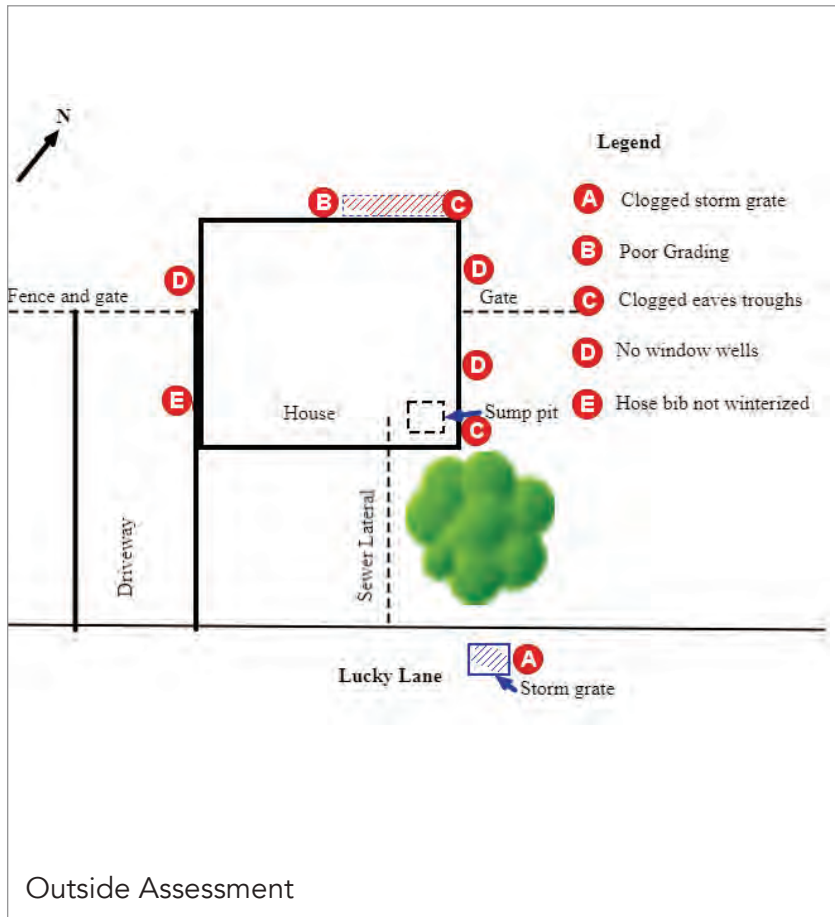 N
Legend
A Clogged storm grate
B Poor Grading
C Clogged eaves troughs
D No window wells
E Hose bib not winterized
B
C
D
D
Fence and gate
Gate
D
E
House
Sump pit
C
Driveway
Sewer Lateral
A
Lucky Lane
Storm grate
Outside Assessment